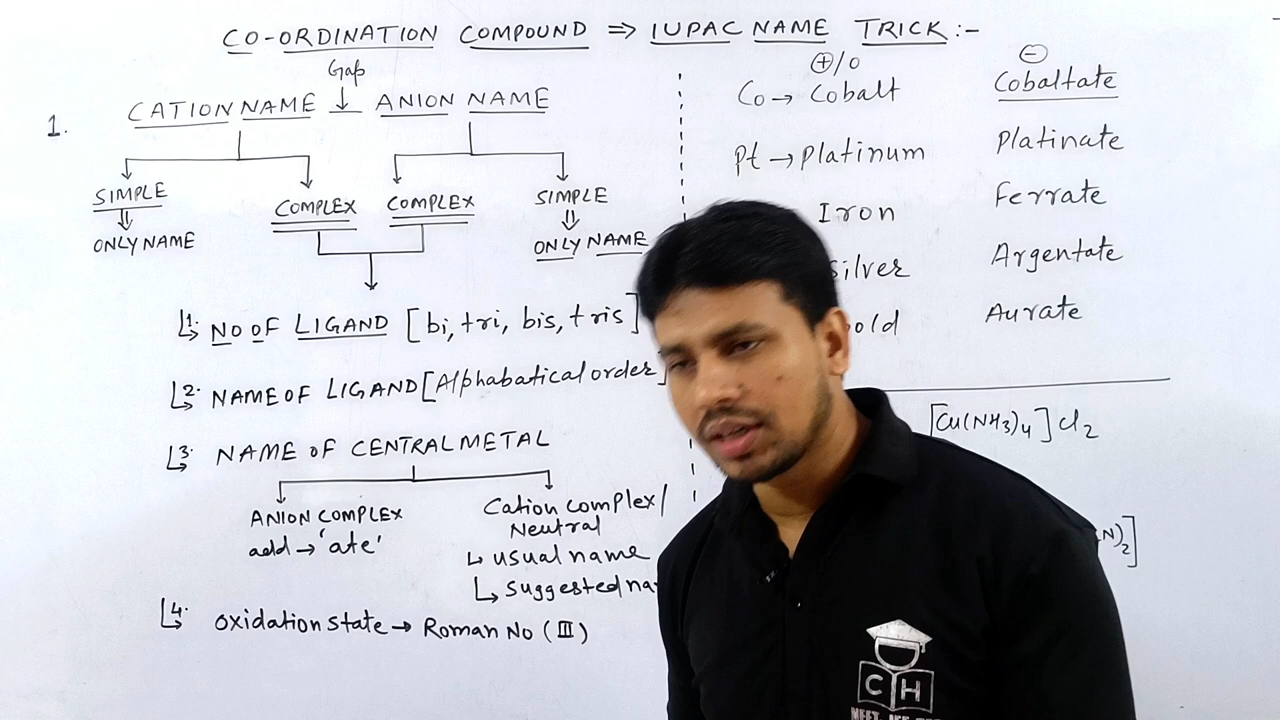 CO-ORDINATION COMPOUND ⇒ IUPAC NAME TRICK :-
Gap
1. CATION NAME ↓ ANION NAME
SIMPLE COMPLEX COMPLEX SIMPLE
⇓ ⇓
ONLY NAME ONLY NAME
1. NO OF LIGAND [bi, tri, bis, tris]
2. NAME OF LIGAND [Alphabatical order]
3. NAME OF CENTRAL METAL
ANION COMPLEX
add → 'ate'
Cation complex/
Neutral
↳ usual name
↳ suggested
4. oxidation state → Roman No (III)
⊕/0 ⊖
Co → Cobalt Cobaltate
Pt → Platinum Platinate
Iron Ferrate
silver Argentate
Aurate
[Cu(NH3)4]Cl2
N)2]
CH